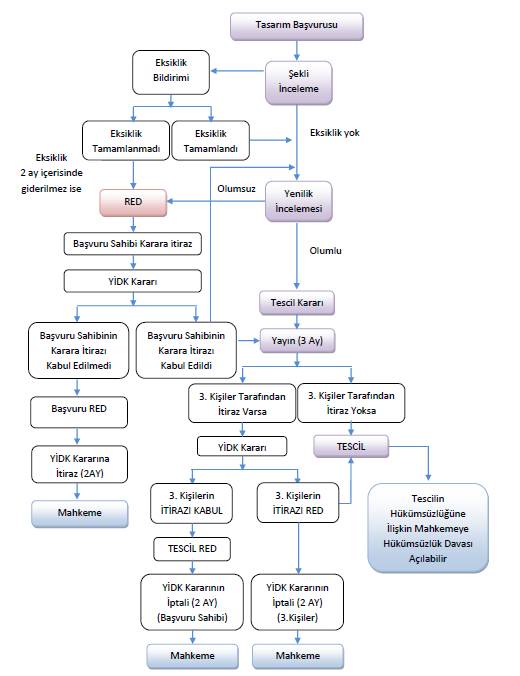 Tasarım Başvurusu
Eksiklik
Bildirimi
Şekli
İnceleme
Eksiklik
Tamamlanmadı
Eksiklik
Tamamlandı
Eksiklik yok
Eksiklik
2 ay içerisinde
giderilmez ise
Olumsuz
Yenilik
İncelemesi
RED
Başvuru Sahibi Karara itiraz
Olumlu
YİDK Kararı
Tescil Kararı
Başvuru Sahibinin
Karara İtirazı
Kabul Edilmedi
Başvuru Sahibinin
Karara İtirazı
Kabul Edildi
Yayın (3 Ay)
Başvuru RED
3. Kişiler Tarafından
İtiraz Varsa
3. Kişiler Tarafından
İtiraz Yoksa
YİDK Kararı
TESCİL
YİDK Kararına
İtiraz (2AY)
Mahkeme
3. Kişilerin
İTİRAZI KABUL
3. Kişilerin
İTİRAZI RED
Tescilin
Hükümsüzlüğüne
İlişkin Mahkemeye
Hükümsüzlük Davası
Açılabilir
TESCİL RED
YİDK Kararının
İptali (2 AY)
(Başvuru Sahibi)
YİDK Kararının
İptali (2 AY)
(3.Kişiler)
Mahkeme
Mahkeme